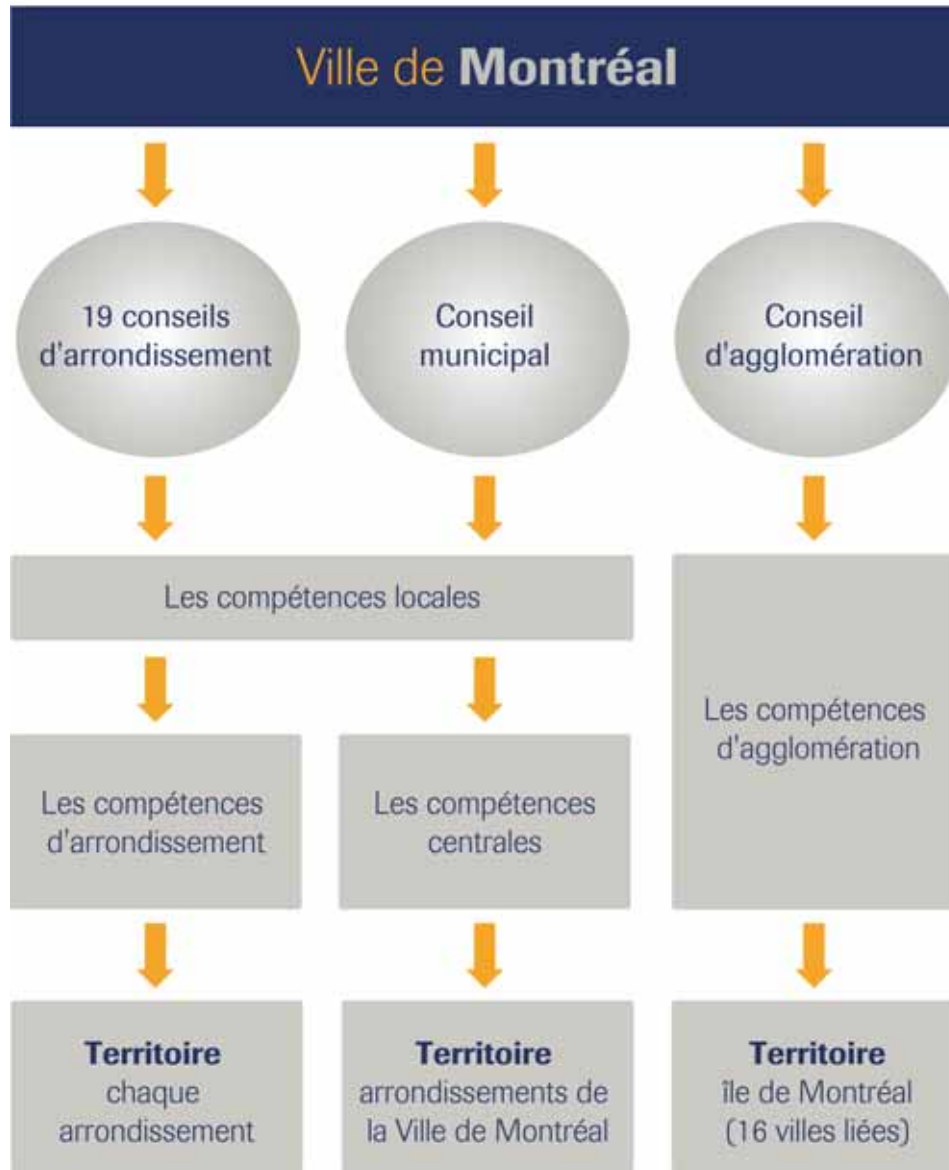 Ville de Montréal
19 conseils
d'arrondissement
Conseil
municipal
Conseil
d'agglomération
Les compétences locales
Les compétences
d'agglomération
Les compétences
d'arrondissement
Les compétences
centrales
Territoire
chaque
arrondissement
Territoire
arrondissements de
la Ville de Montréal
Territoire
île de Montréal
(16 villes liées)